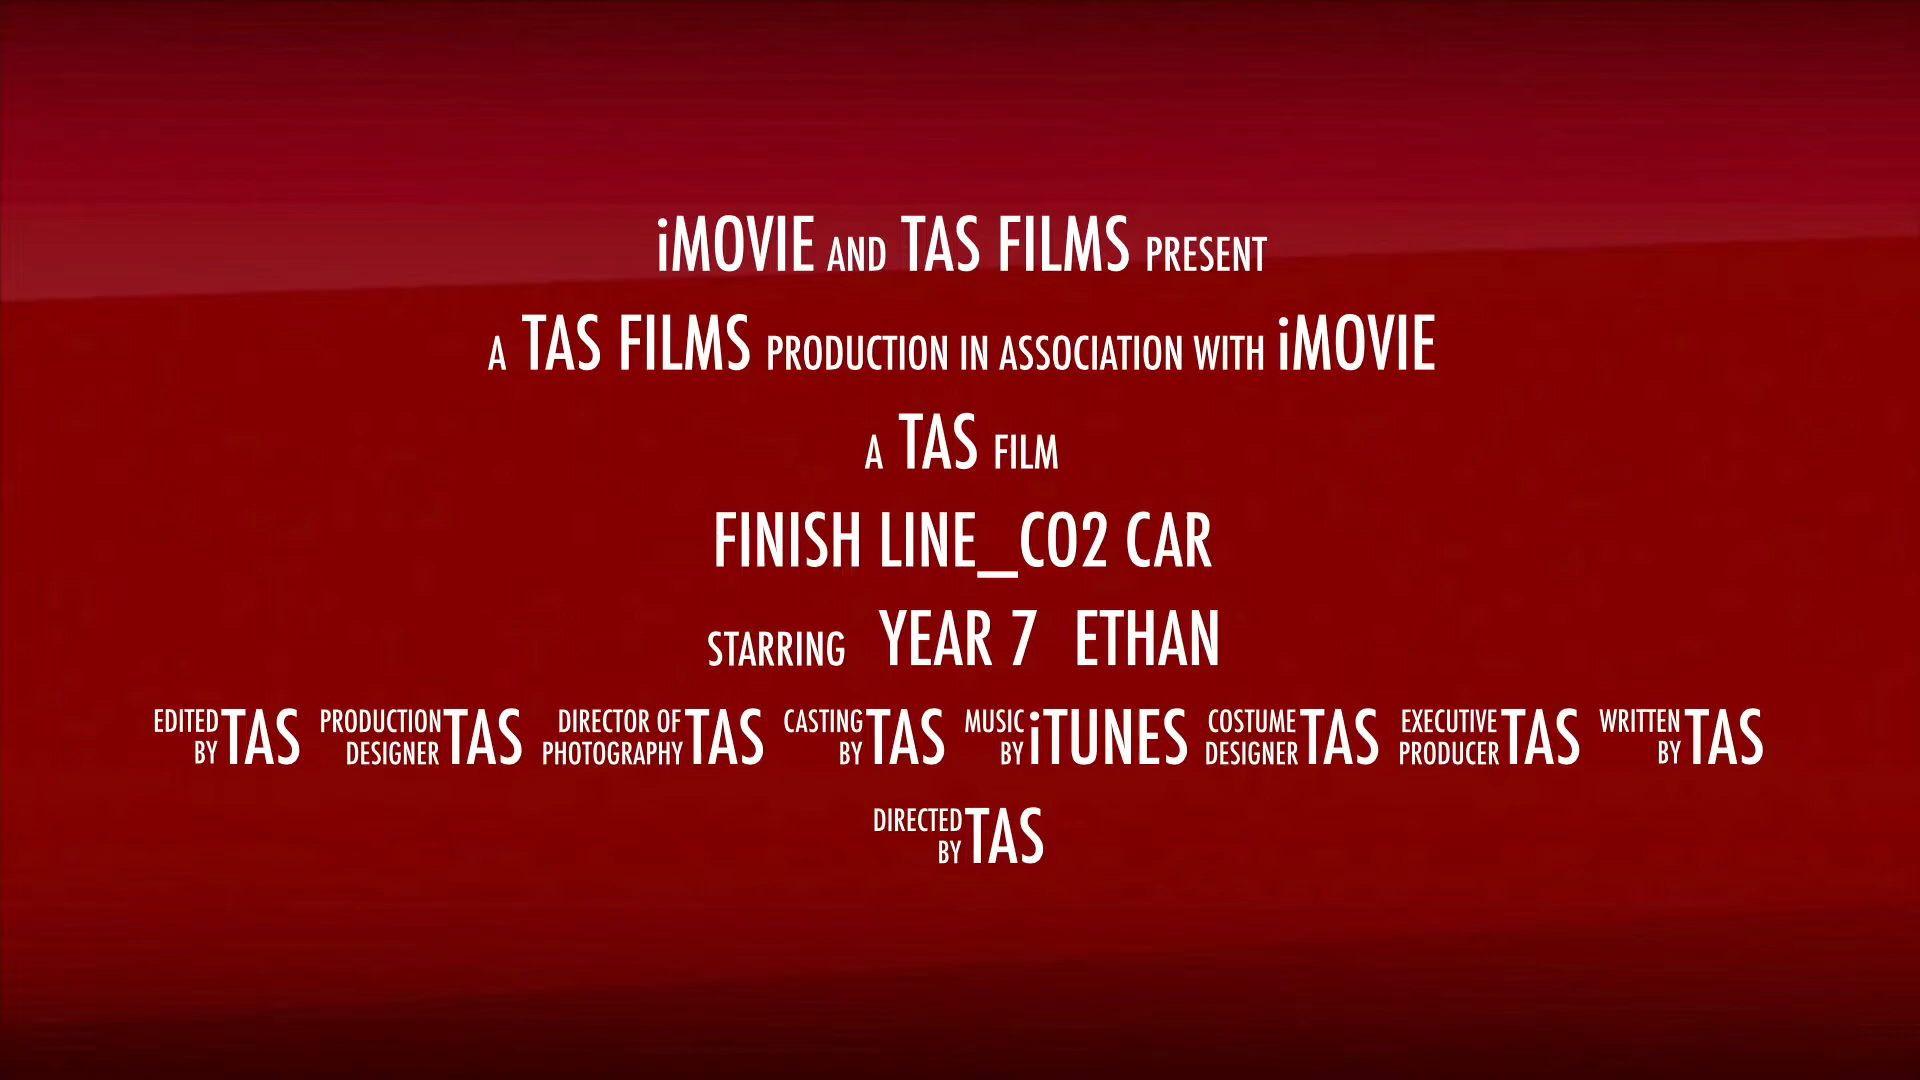 iMOVIE AND TAS FILMS PRESENT
A TAS FILMS PRODUCTION IN ASSOCIATION WITH iMOVIE
A TAS FILM
FINISH LINE_CO2 CAR
STARRING YEAR 7 ETHAN
EDITED BY TAS PRODUCTION DESIGNER TAS DIRECTOR OF PHOTOGRAPHY TAS CASTING BY TAS MUSIC BY iTUNES COSTUME DESIGNER TAS EXECUTIVE PRODUCER TAS WRITTEN BY TAS
DIRECTED BY TAS